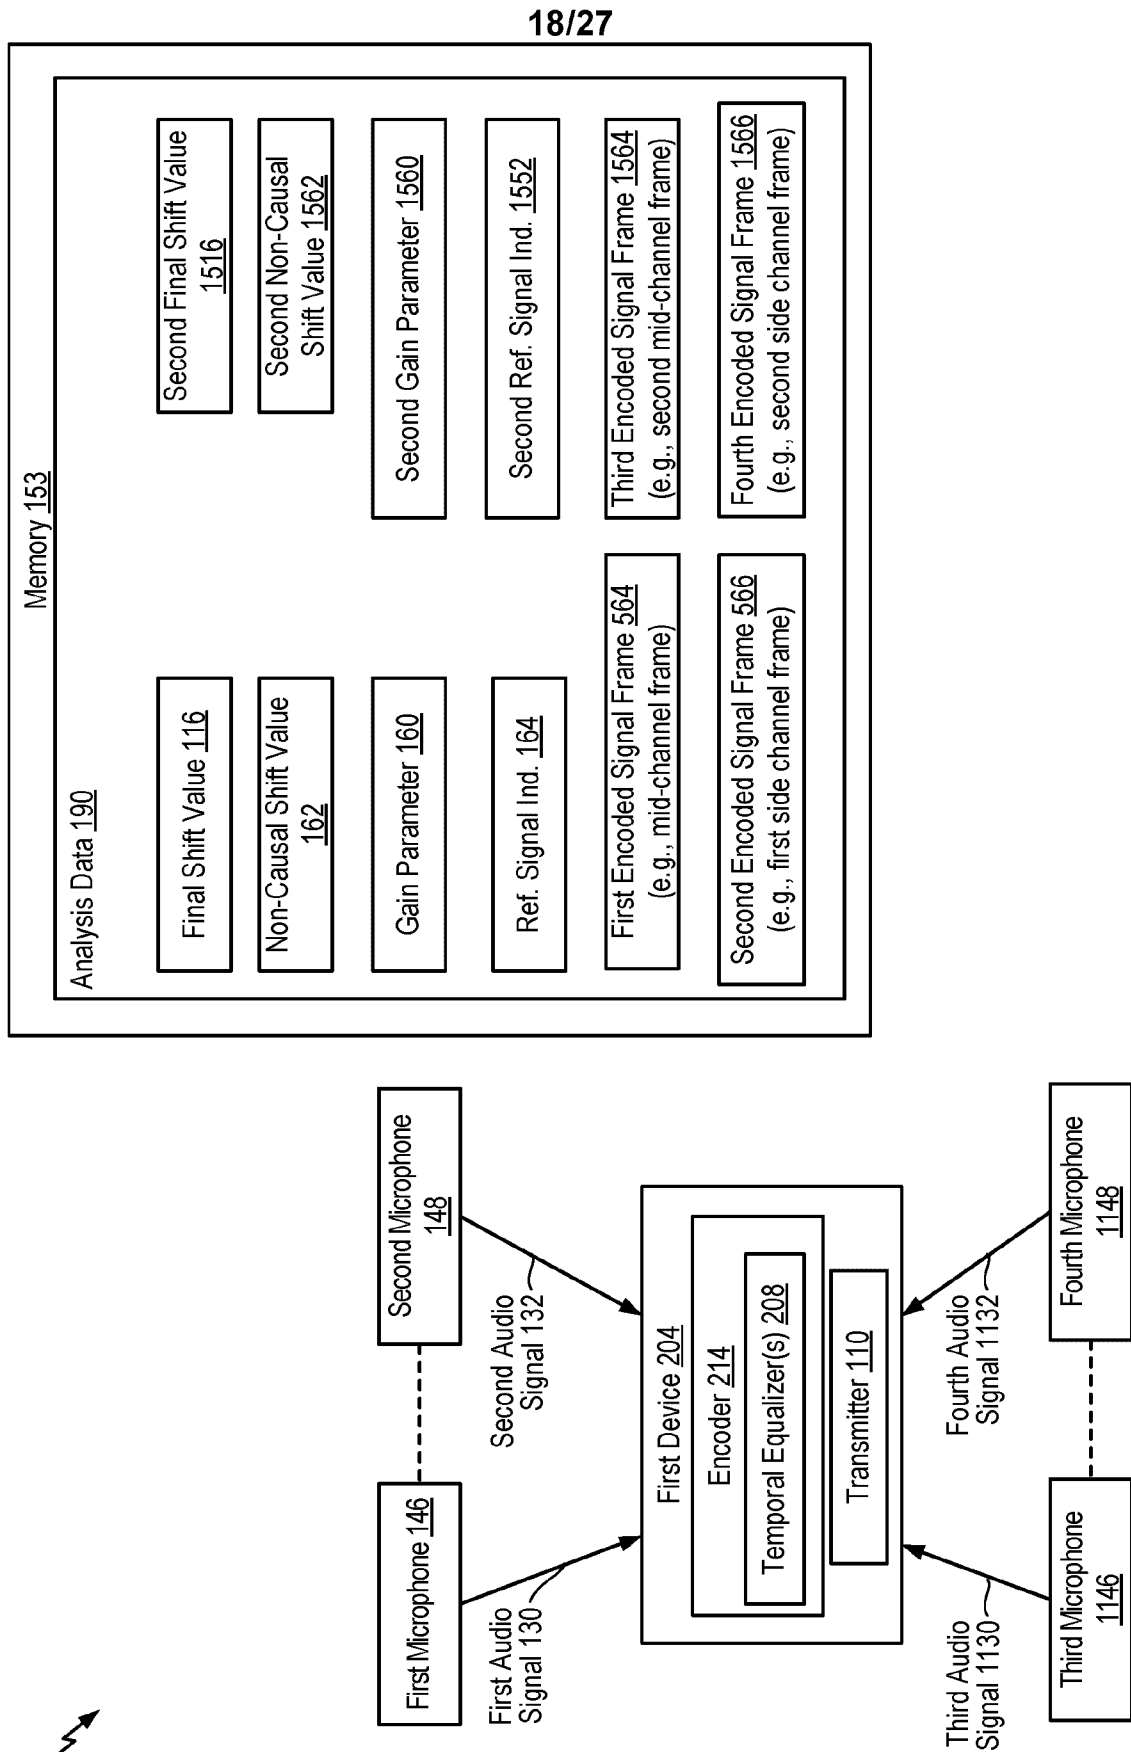 18/27
Memory 153
Analysis Data 190
Final Shift Value 116
Second Final Shift Value
1516
Non-Causal Shift Value
162
Second Non-Causal
Shift Value 1562
Gain Parameter 160
Second Gain Parameter 1560
Ref. Signal Ind. 164
Second Ref. Signal Ind. 1552
First Encoded Signal Frame 564
(e.g., mid-channel frame)
Third Encoded Signal Frame 1564
(e.g., second mid-channel frame)
Second Encoded Signal Frame 566
(e.g., first side channel frame)
Fourth Encoded Signal Frame 1566
(e.g., second side channel frame)
First Microphone 146
Second Microphone
148
First Audio
Signal 130
Second Audio
Signal 132
First Device 204
Encoder 214
Temporal Equalizer(s) 208
Transmitter 110
Third Audio
Signal 1130
Fourth Audio
Signal 1132
Third Microphone
1146
Fourth Microphone
1148